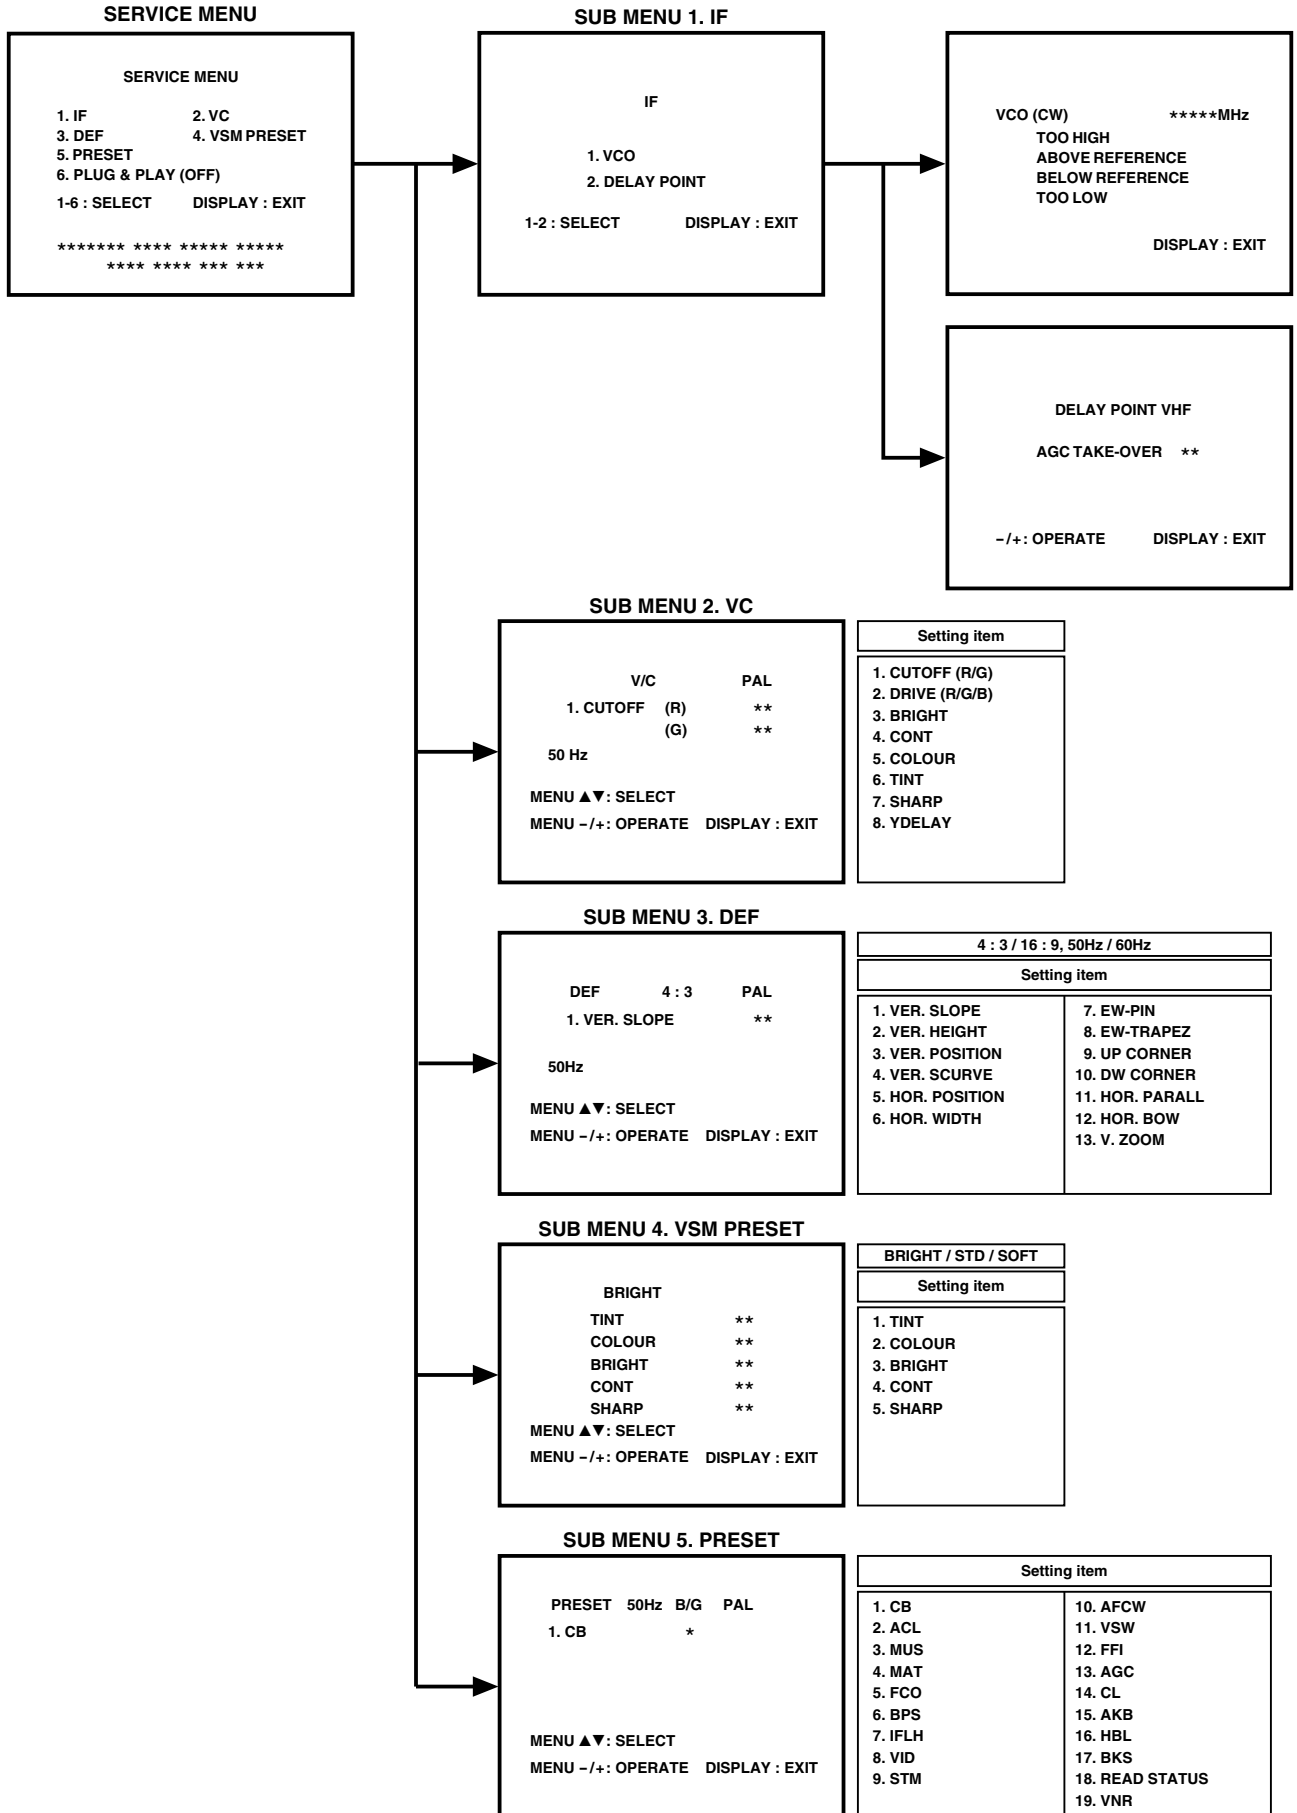 SERVICE MENU
SERVICE MENU
1. IF 2. VC
3. DEF 4. VSM PRESET
5. PRESET
6. PLUG & PLAY (OFF)
1-6 : SELECT DISPLAY : EXIT
******* **** ***** *****
**** **** *** ***
SUB MENU 1. IF
IF
1. VCO
2. DELAY POINT
1-2 : SELECT DISPLAY : EXIT
VCO (CW) *****MHz
TOO HIGH
ABOVE REFERENCE
BELOW REFERENCE
TOO LOW
DISPLAY : EXIT
DELAY POINT VHF
AGC TAKE-OVER **
–/+: OPERATE DISPLAY : EXIT
SUB MENU 2. VC
V/C PAL
1. CUTOFF (R) **
(G) **
50 Hz
MENU ▲▼: SELECT
MENU –/+: OPERATE DISPLAY : EXIT
Setting item
1. CUTOFF (R/G)
2. DRIVE (R/G/B)
3. BRIGHT
4. CONT
5. COLOUR
6. TINT
7. SHARP
8. YDELAY
SUB MENU 3. DEF
DEF 4 : 3 PAL
1. VER. SLOPE **
50Hz
MENU ▲▼: SELECT
MENU –/+: OPERATE DISPLAY : EXIT
4 : 3 / 16 : 9, 50Hz / 60Hz
Setting item
1. VER. SLOPE
2. VER. HEIGHT
3. VER. POSITION
4. VER. SCURVE
5. HOR. POSITION
6. HOR. WIDTH
7. EW-PIN
8. EW-TRAPEZ
9. UP CORNER
10. DW CORNER
11. HOR. PARALL
12. HOR. BOW
13. V. ZOOM
SUB MENU 4. VSM PRESET
BRIGHT
TINT **
COLOUR **
BRIGHT **
CONT **
SHARP **
MENU ▲▼: SELECT
MENU –/+: OPERATE DISPLAY : EXIT
BRIGHT / STD / SOFT
Setting item
1. TINT
2. COLOUR
3. BRIGHT
4. CONT
5. SHARP
SUB MENU 5. PRESET
PRESET 50Hz B/G PAL
1. CB *
MENU ▲▼: SELECT
MENU –/+: OPERATE DISPLAY : EXIT
Setting item
1. CB
2. ACL
3. MUS
4. MAT
5. FCO
6. BPS
7. IFLH
8. VID
9. STM
10. AFCW
11. VSW
12. FFI
13. AGC
14. CL
15. AKB
16. HBL
17. BKS
18. READ STATUS
19. VNR